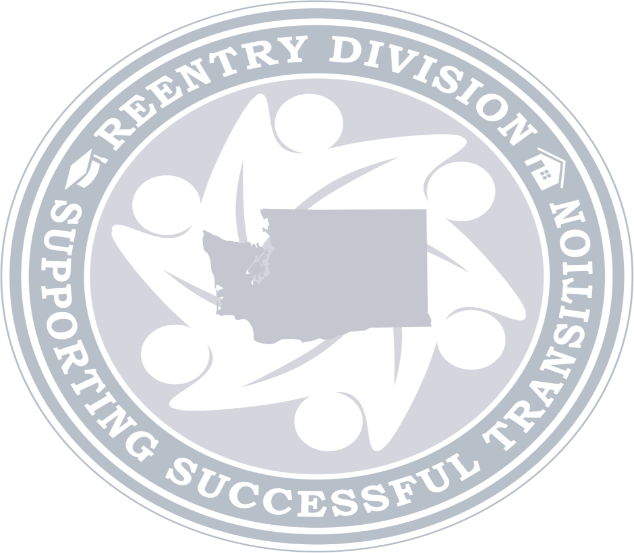 REENTRY DIVISION
SUPPORTING SUCCESSFUL TRANSITION